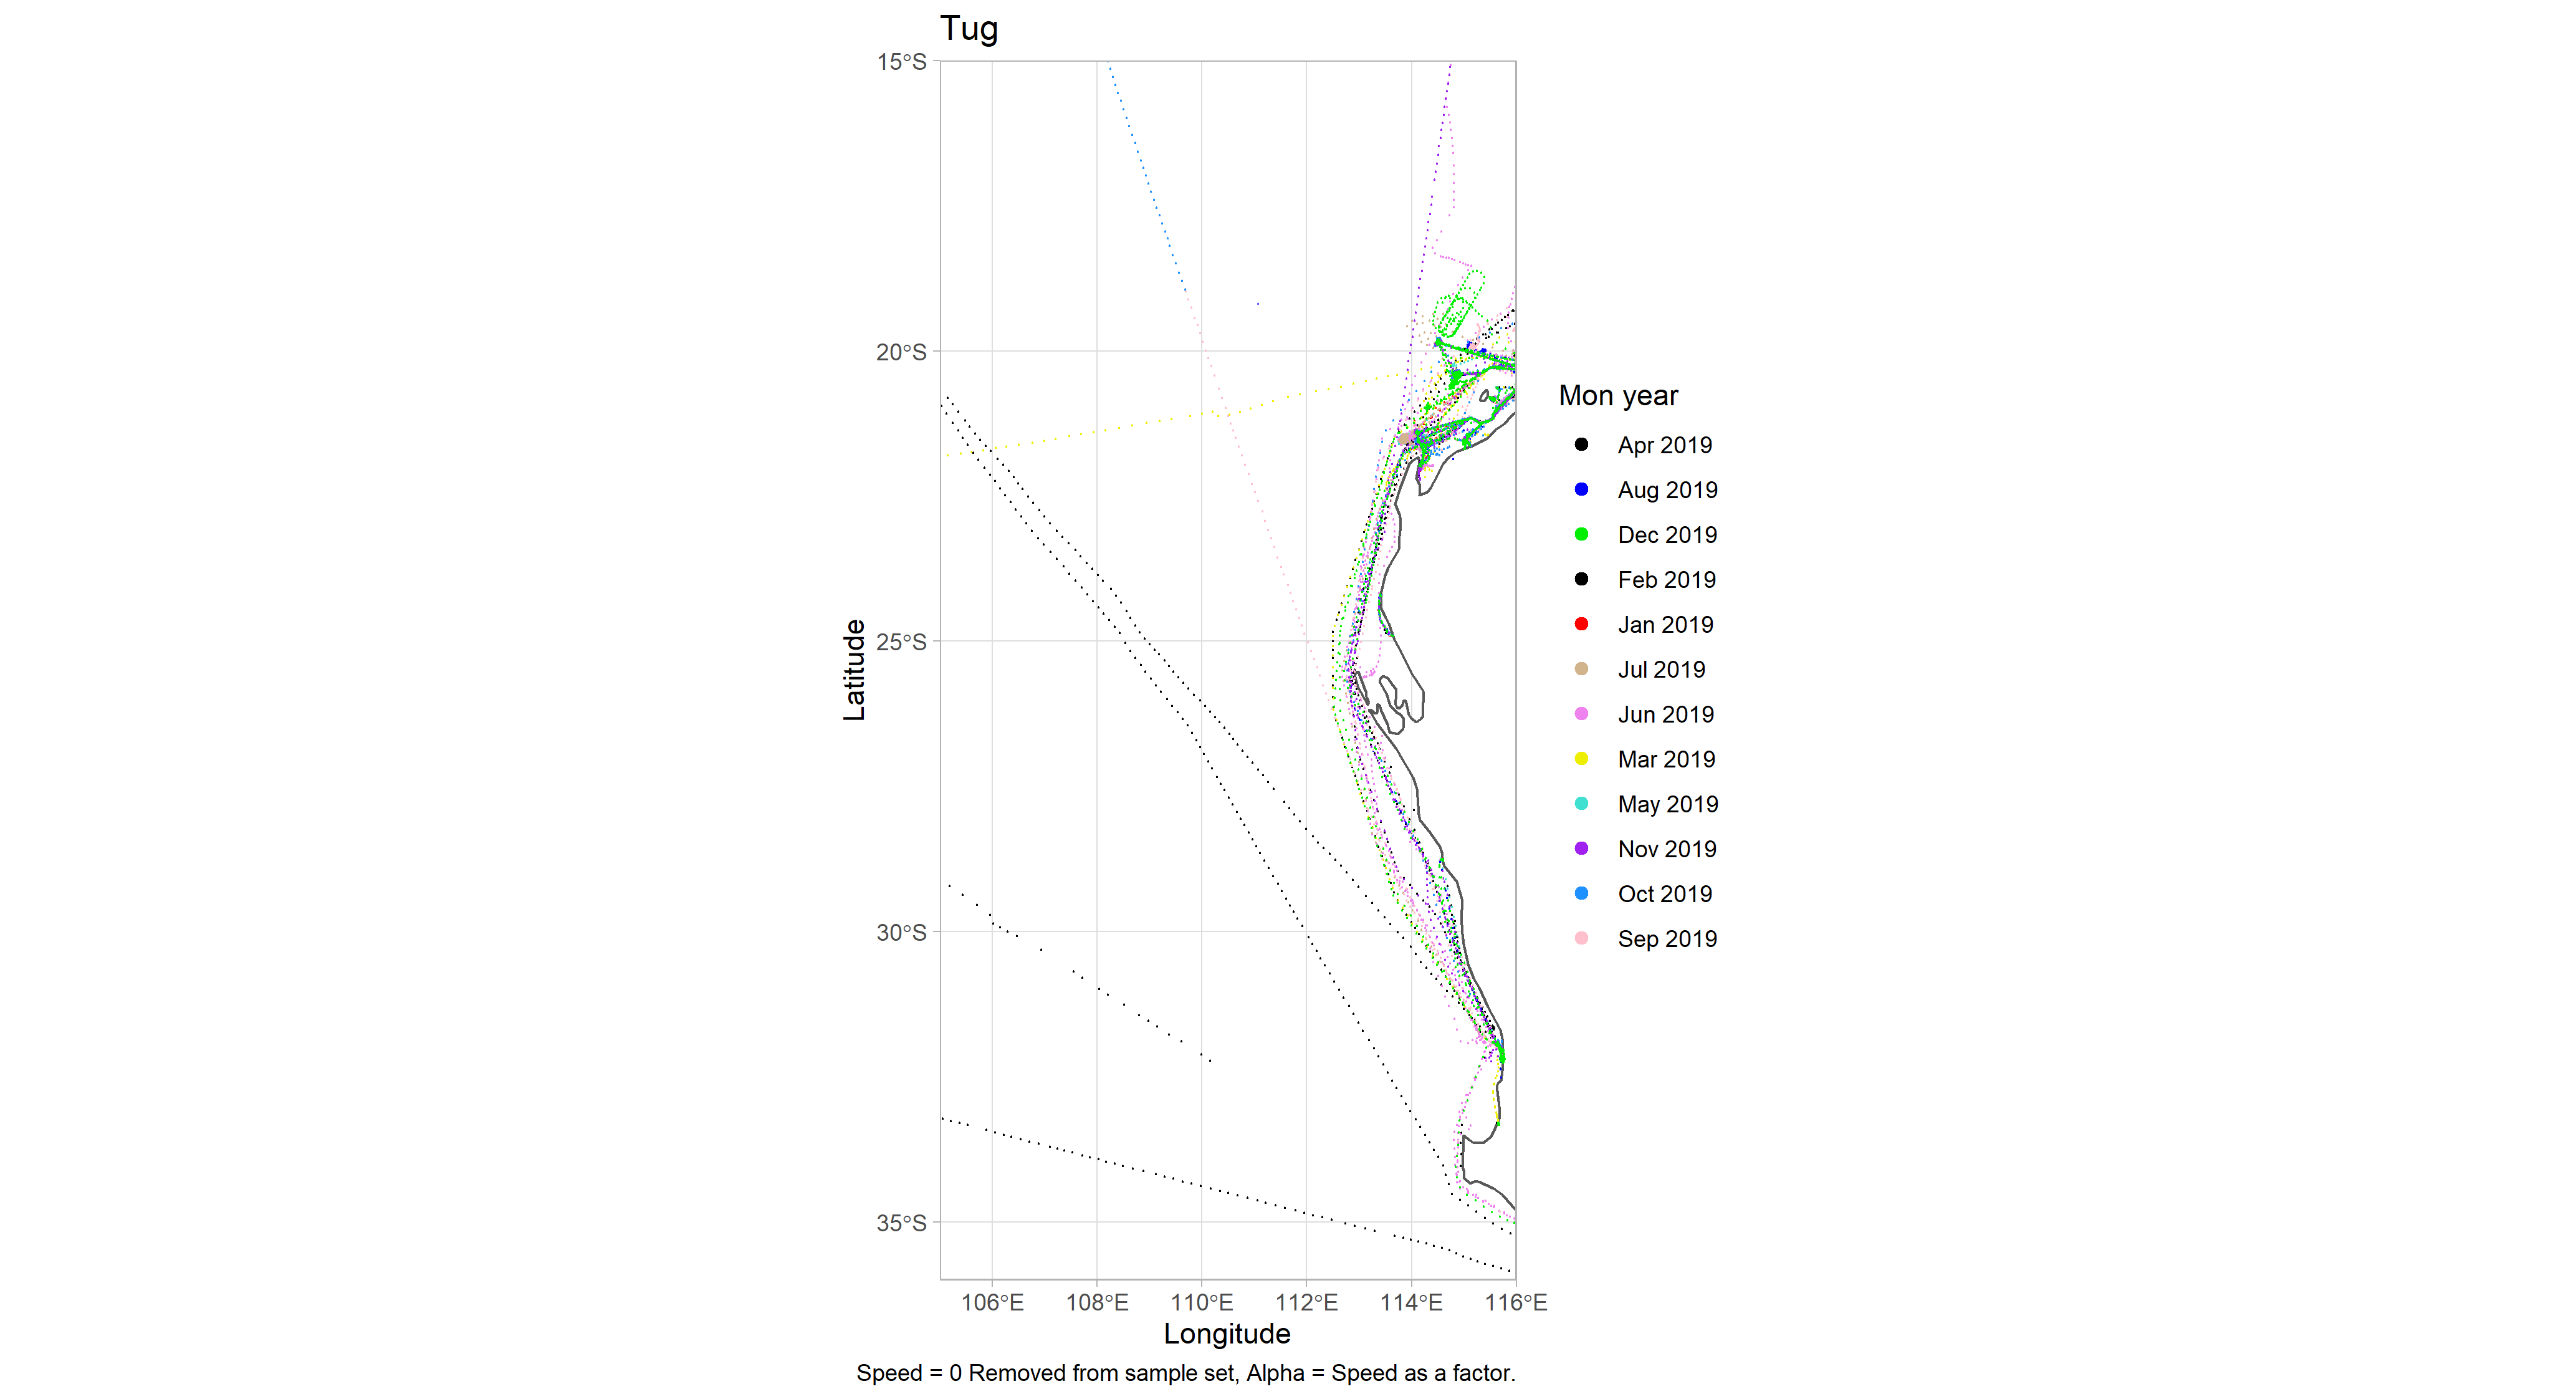 Tug
15°S
20°S
25°S
30°S
35°S
Latitude
106°E 108°E 110°E 112°E 114°E 116°E
Longitude
Speed = 0 Removed from sample set, Alpha = Speed as a factor.
Mon year
Apr 2019
Aug 2019
Dec 2019
Feb 2019
Jan 2019
Jul 2019
Jun 2019
Mar 2019
May 2019
Nov 2019
Oct 2019
Sep 2019